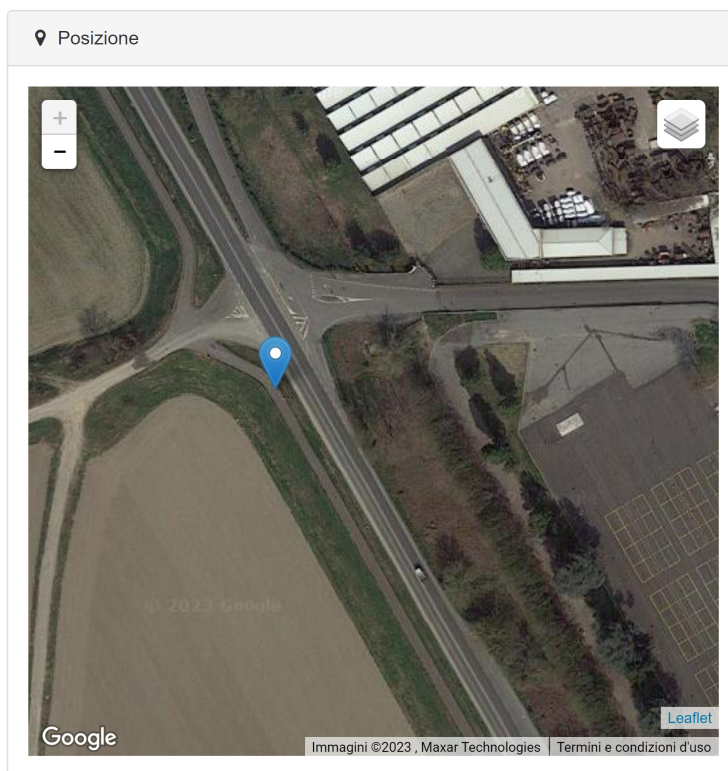 Posizione
+
−
© 2023 Google
Leaflet
Google
Immagini ©2023 , Maxar Technologies | Termini e condizioni d'uso